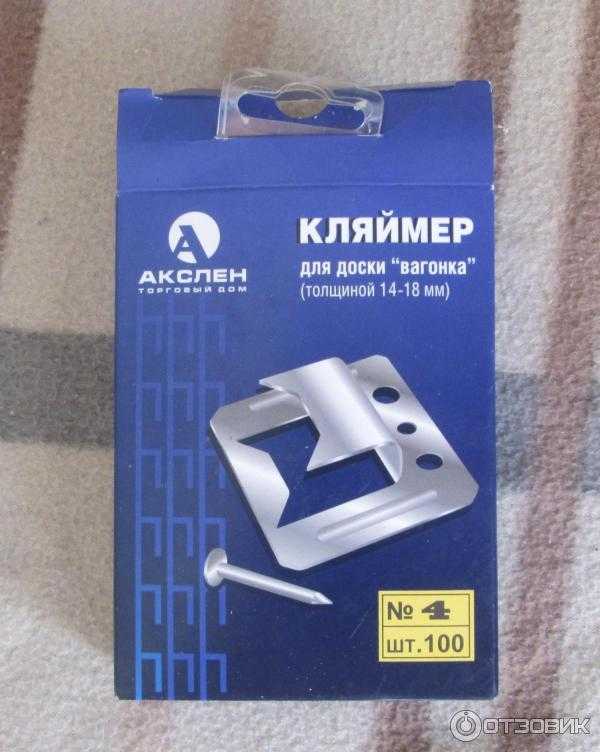 АКСЛЕН
ТОРГОВЫЙ ДОМ
КЛЯЙМЕР
для доски "вагонка"
(толщиной 14-18 мм)
№ 4
шт.100
ОТЗОВИК